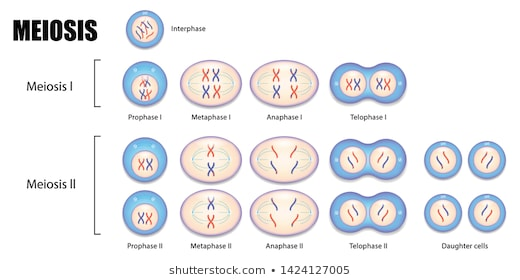 MEIOSIS
Interphase
Meiosis I
Prophase I
Metaphase I
Anaphase I
Telophase I
Meiosis II
Prophase II
Metaphase II
Anaphase II
Telophase II
Daughter cells
shutterstock.com • 1424127005